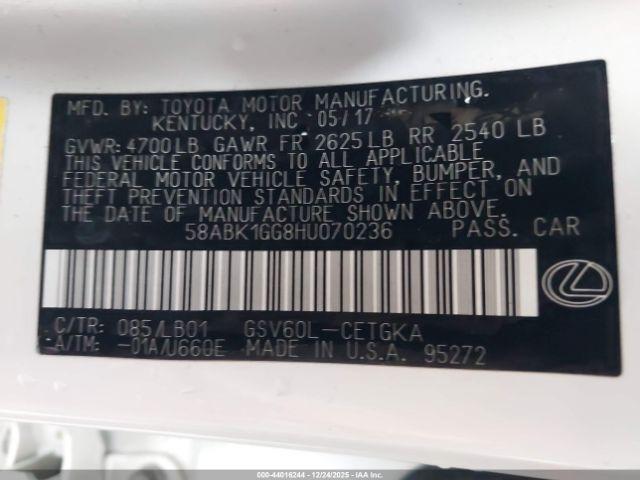 MFD. BY: TOYOTA MOTOR MANUFACTURING.
KENTUCKY, INC 05/17
GVWR: 4700LB GAWR FR 2625LB RR 2540 LB
THIS VEHICLE CONFORMS TO ALL APPLICABLE
FEDERAL MOTOR VEHICLE SAFETY, BUMPER, AND
THEFT PREVENTION STANDARDS IN EFFECT ON
THE DATE OF MANUFACTURE SHOWN ABOVE.
58ABK1GG8HU070236 PASS. CAR
C/TR: 085/LB01 GSV60L-CETGKA
A/TM: -01A/U660E MADE IN U.S.A. 95272
000-44016244 - 12/24/2025 - IAAI.com